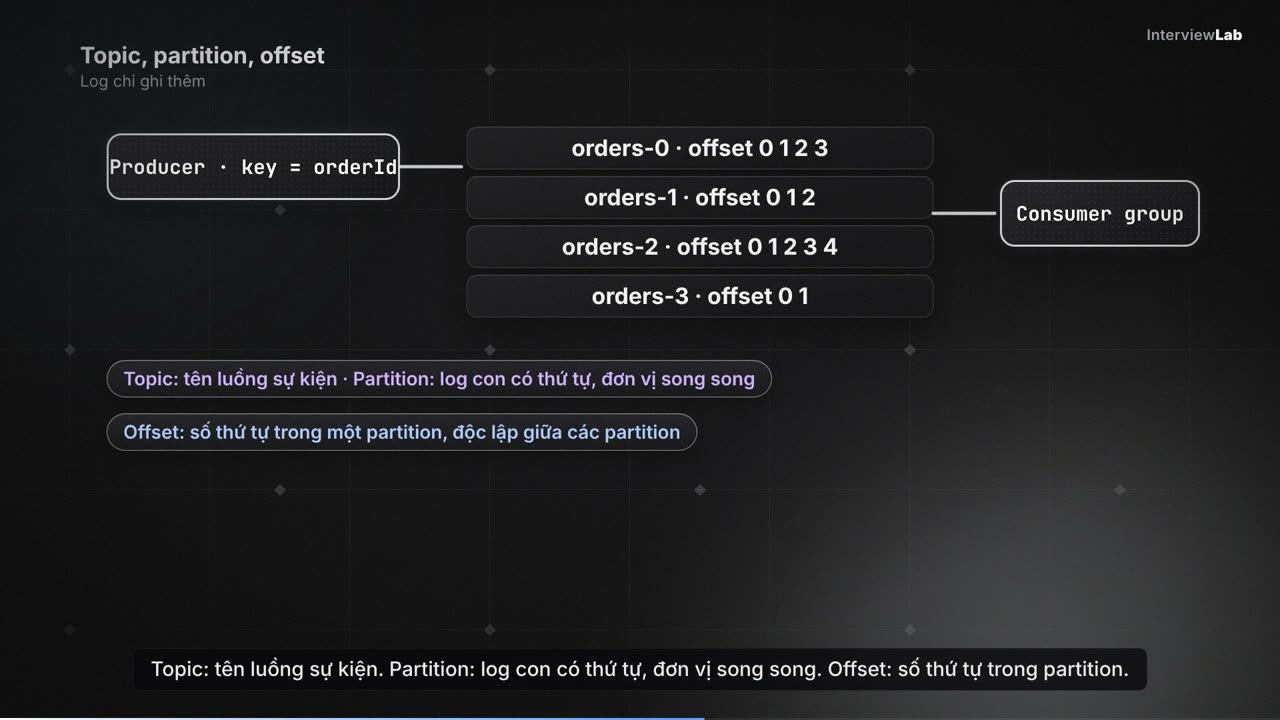 Topic, partition, offset
InterviewLab
Log chỉ ghi thêm
Producer · key = orderId
orders-0 · offset 0 1 2 3
orders-1 · offset 0 1 2
orders-2 · offset 0 1 2 3 4
orders-3 · offset 0 1
Consumer group
Topic: tên luồng sự kiện · Partition: log con có thứ tự, đơn vị song song
Offset: số thứ tự trong một partition, độc lập giữa các partition
Topic: tên luồng sự kiện. Partition: log con có thứ tự, đơn vị song song. Offset: số thứ tự trong partition.